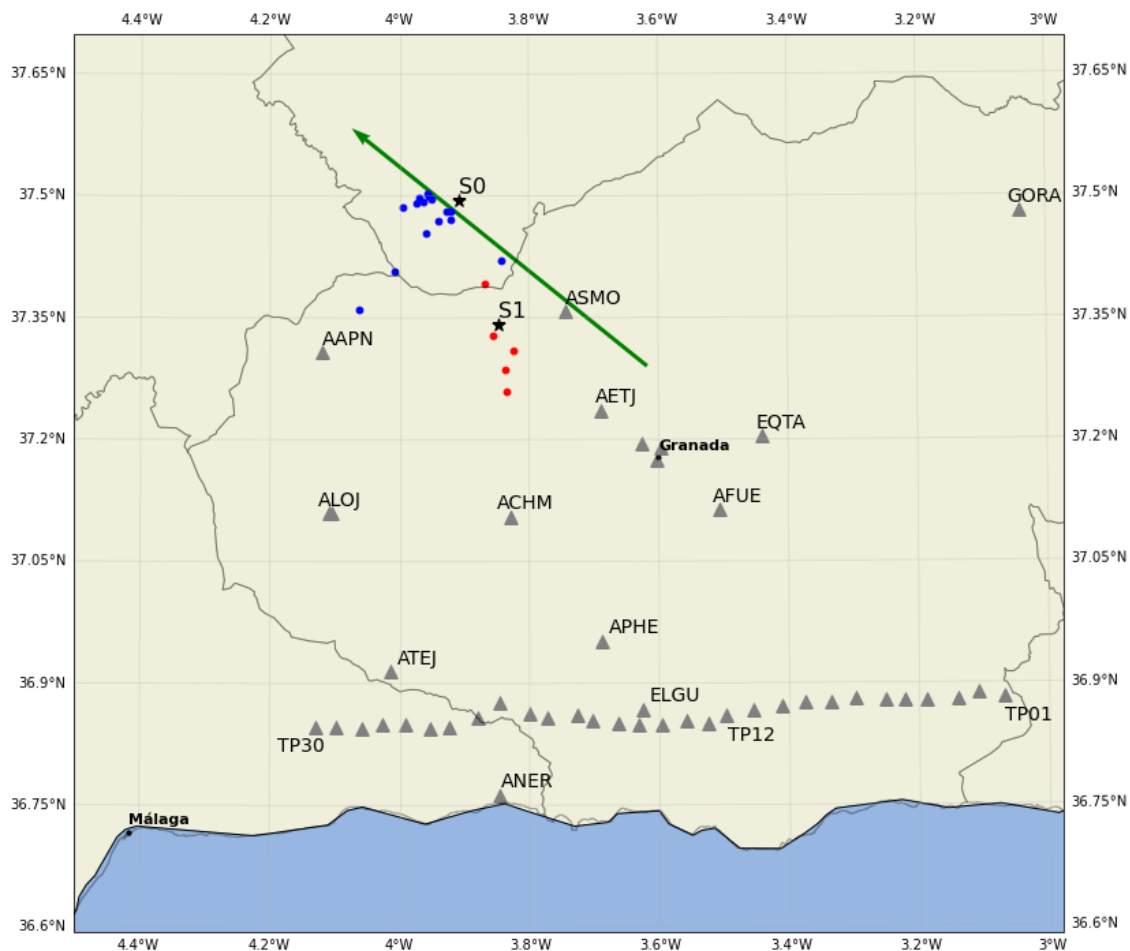 4.4°W 4.2°W 4°W 3.8°W 3.6°W 3.4°W 3.2°W 3°W
37.65°N 37.65°N
S0
37.5°N 37.5°N
GORA
ASMO
S1
37.35°N 37.35°N
AAPN
AETJ
EQTA
37.2°N 37.2°N
Granada
ALOJ ACHM AFUE
37.05°N 37.05°N
APHE
ATEJ
36.9°N 36.9°N
ELGU
TP01
TP12
TP30
ANER
36.75°N 36.75°N
Málaga
36.6°N 36.6°N
4.4°W 4.2°W 4°W 3.8°W 3.6°W 3.4°W 3.2°W 3°W